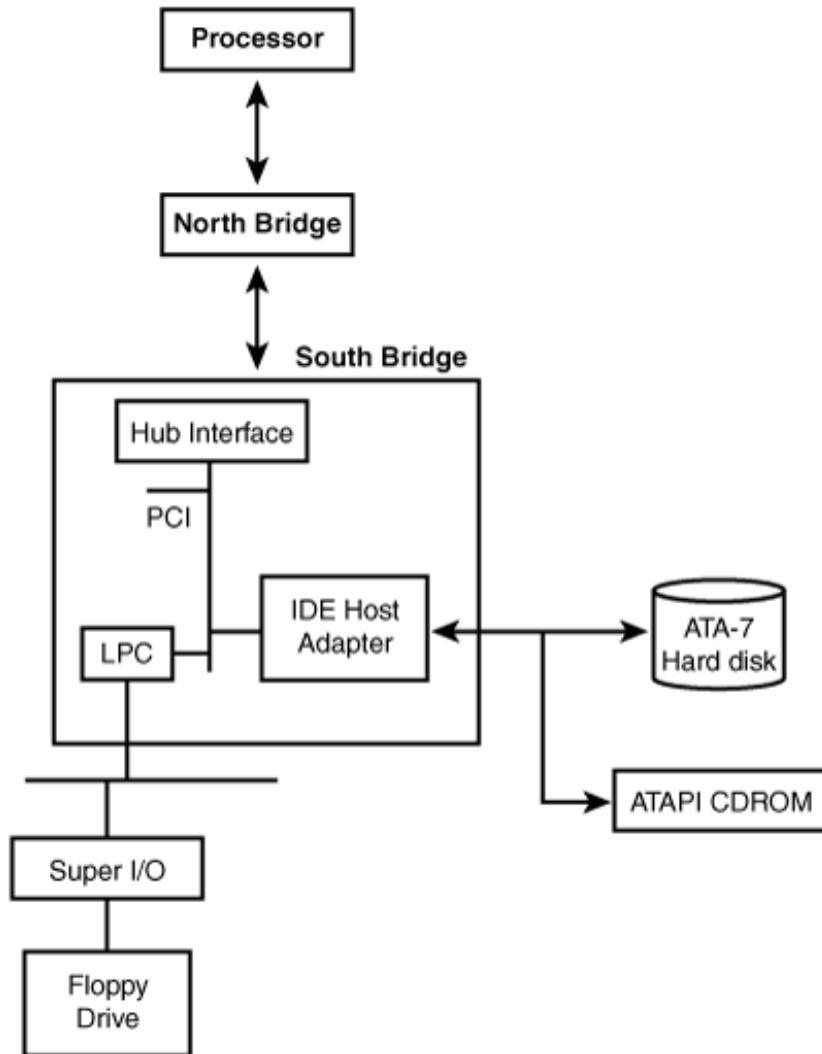 Processor
North Bridge
South Bridge
Hub Interface
PCI
IDE Host
Adapter
LPC
ATA-7
Hard disk
ATAPI CDROM
Super I/O
Floppy
Drive